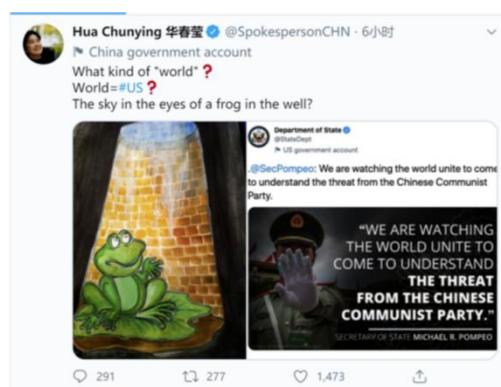 Hua Chunying 华春莹 @SpokespersonCHN · 6小时
China government account
What kind of "world"❓
World=#US❓
The sky in the eyes of a frog in the well?
Department of State
@StateDept
US government account
.@SecPompeo: We are watching the world unite to come
to understand the threat from the Chinese Communist
Party.
"WE ARE WATCHING
THE WORLD UNITE TO
COME TO UNDERSTAND
THE THREAT
FROM THE CHINESE
COMMUNIST PARTY."
SECRETARY OF STATE MICHAEL R. POMPEO
291 277 1,473